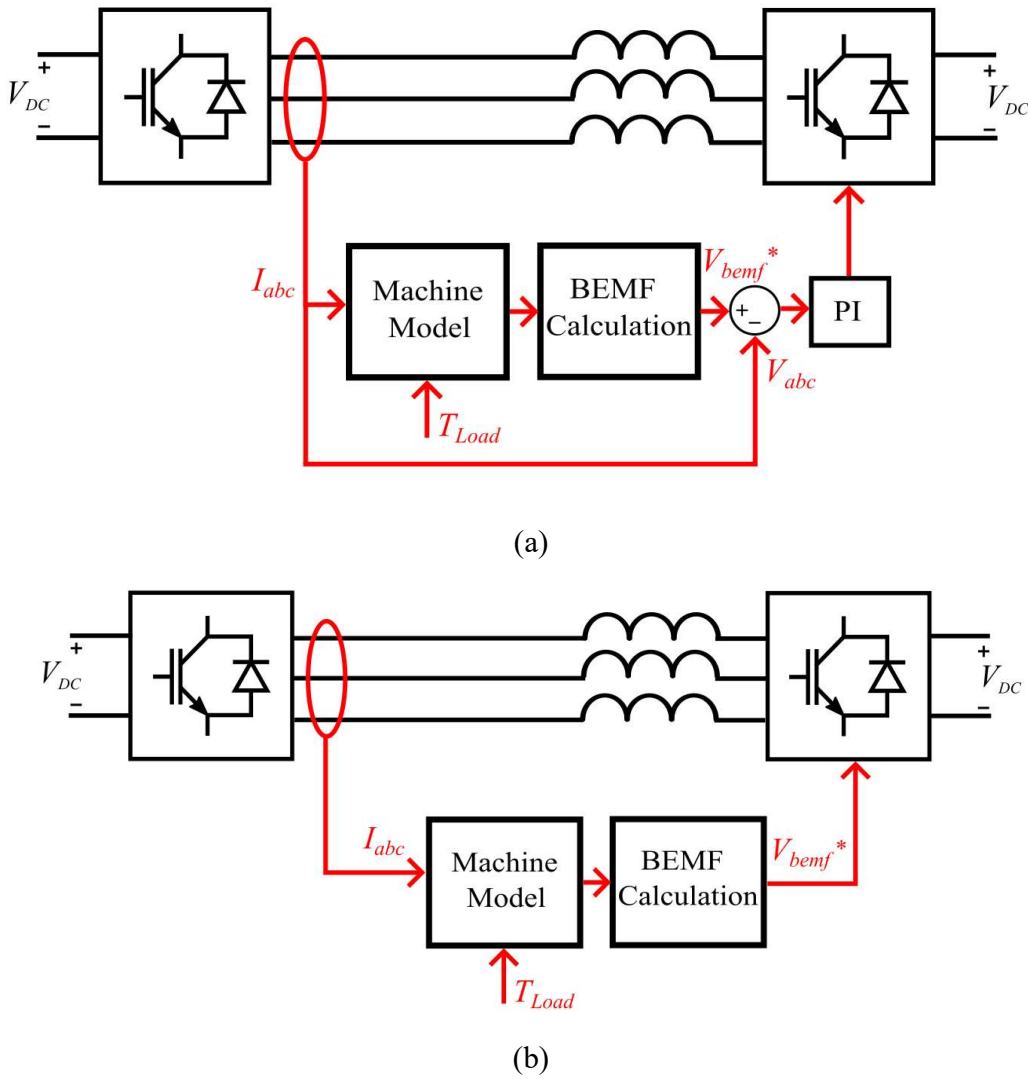 +
V_DC
−
+
V_DC
−
I_abc
Machine
Model
BEMF
Calculation
V_bemf*
+
−
PI
V_abc
T_Load
(a)
+
V_DC
−
+
V_DC
−
I_abc
Machine
Model
BEMF
Calculation
V_bemf*
T_Load
(b)